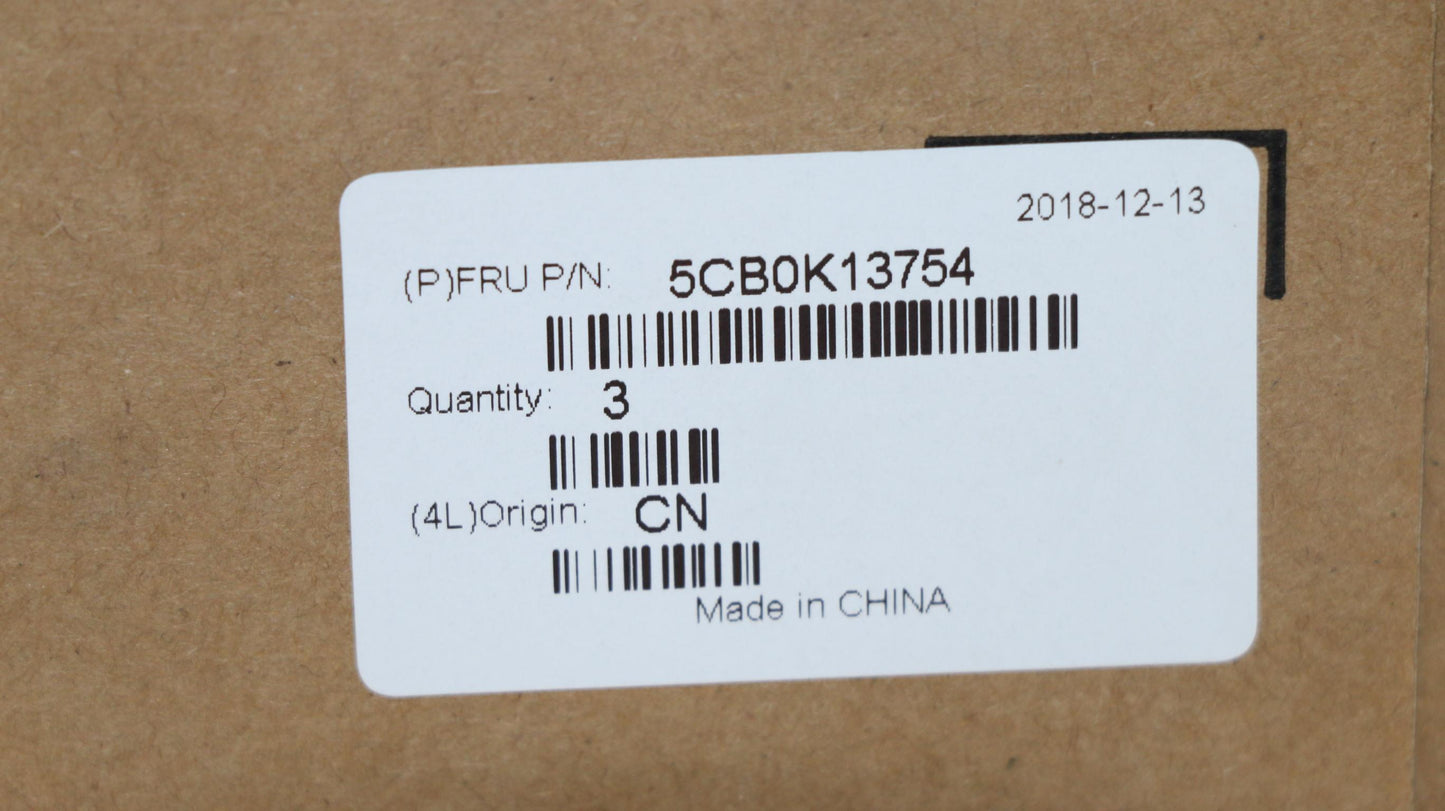 2018-12-13
(P)FRU P/N: 5CB0K13754
Quantity: 3
(4L)Origin: CN
Made in CHINA